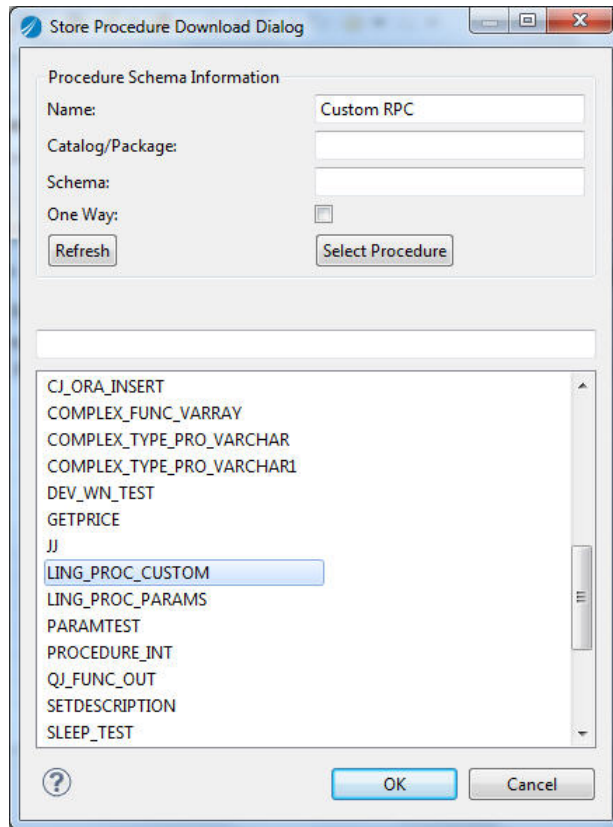 Store Procedure Download Dialog
Procedure Schema Information
Name: Custom RPC
Catalog/Package:
Schema:
One Way:
Refresh Select Procedure
CJ_ORA_INSERT
COMPLEX_FUNC_VARRAY
COMPLEX_TYPE_PRO_VARCHAR
COMPLEX_TYPE_PRO_VARCHAR1
DEV_WN_TEST
GETPRICE
JJ
LING_PROC_CUSTOM
LING_PROC_PARAMS
PARAMTEST
PROCEDURE_INT
QJ_FUNC_OUT
SETDESCRIPTION
SLEEP_TEST
? OK Cancel